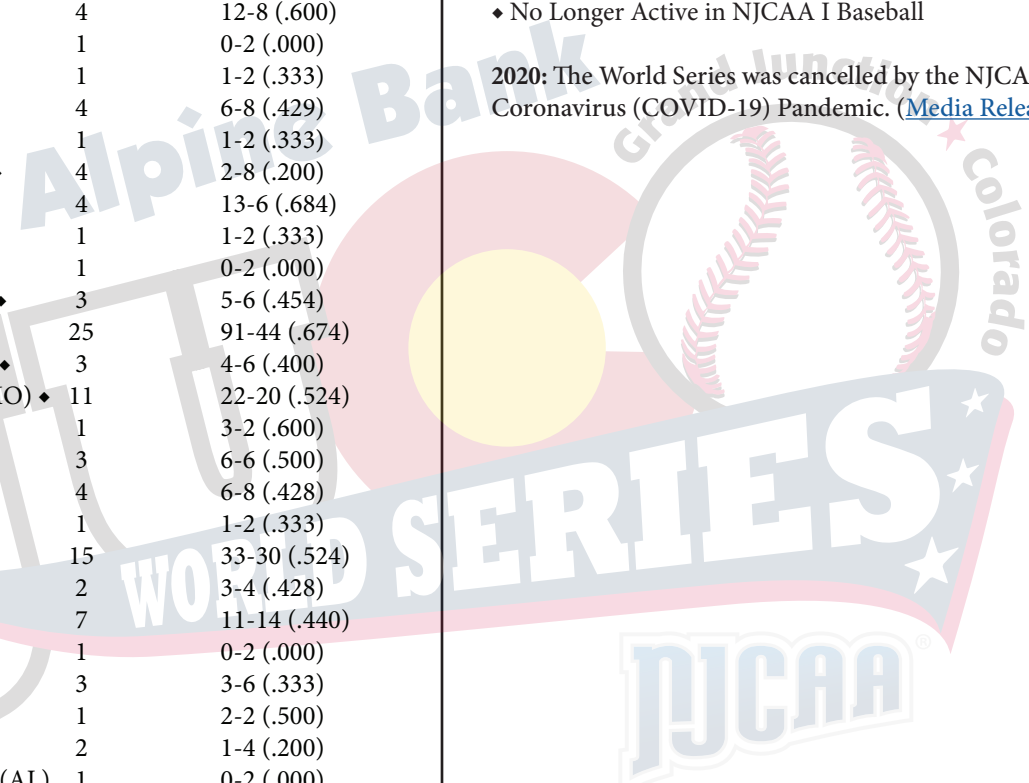 4 12-8 (.600)
1 0-2 (.000)
1 1-2 (.333)
4 6-8 (.429)
1 1-2 (.333)
4 2-8 (.200)
4 13-6 (.684)
1 1-2 (.333)
1 0-2 (.000)
◆ 3 5-6 (.454)
25 91-44 (.674)
◆ 3 4-6 (.400)
O) ◆ 11 22-20 (.524)
1 3-2 (.600)
3 6-6 (.500)
4 6-8 (.428)
1 1-2 (.333)
15 33-30 (.524)
2 3-4 (.428)
7 11-14 (.440)
1 0-2 (.000)
3 3-6 (.333)
1 2-2 (.500)
2 1-4 (.200)
(AL) 1 0-2 (.000)
◆ No Longer Active in NJCAA I Baseball
2020: The World Series was cancelled by the NJCA
Coronavirus (COVID-19) Pandemic. (Media Relea
Alpine Bank
Grand Junction ★ Colorado
WORLD SERIES
NJCAA ®